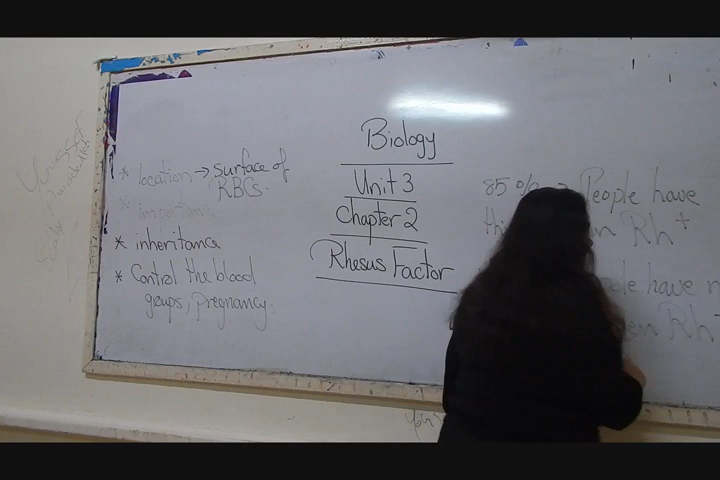 Biology
Unit 3
Chapter 2
Rhesus Factor
* location → surface of
RBCs.
* importance
* inheritance
* Control the blood
groups, pregnancy.
85% → People have
Rh+
have
Rh